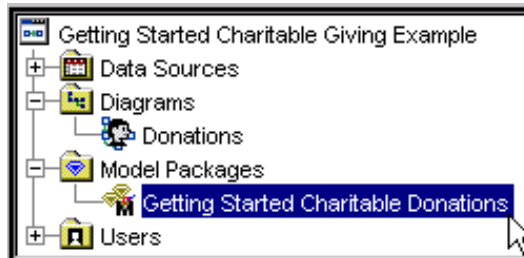 Getting Started Charitable Giving Example
Data Sources
Diagrams
Donations
Model Packages
Getting Started Charitable Donations
Users